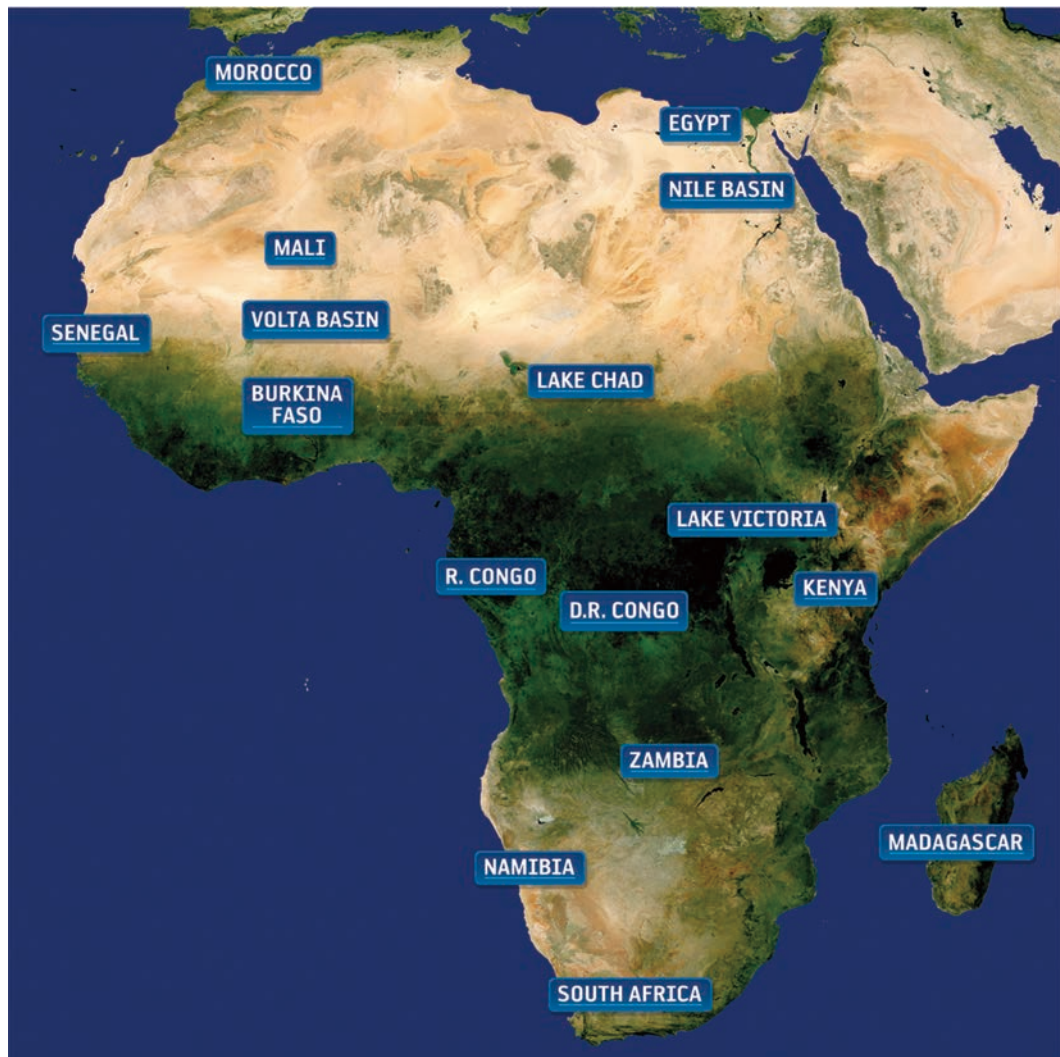 MOROCCO
EGYPT
NILE BASIN
MALI
VOLTA BASIN
SENEGAL
LAKE CHAD
BURKINA
FASO
LAKE VICTORIA
R. CONGO
KENYA
D.R. CONGO
ZAMBIA
MADAGASCAR
NAMIBIA
SOUTH AFRICA